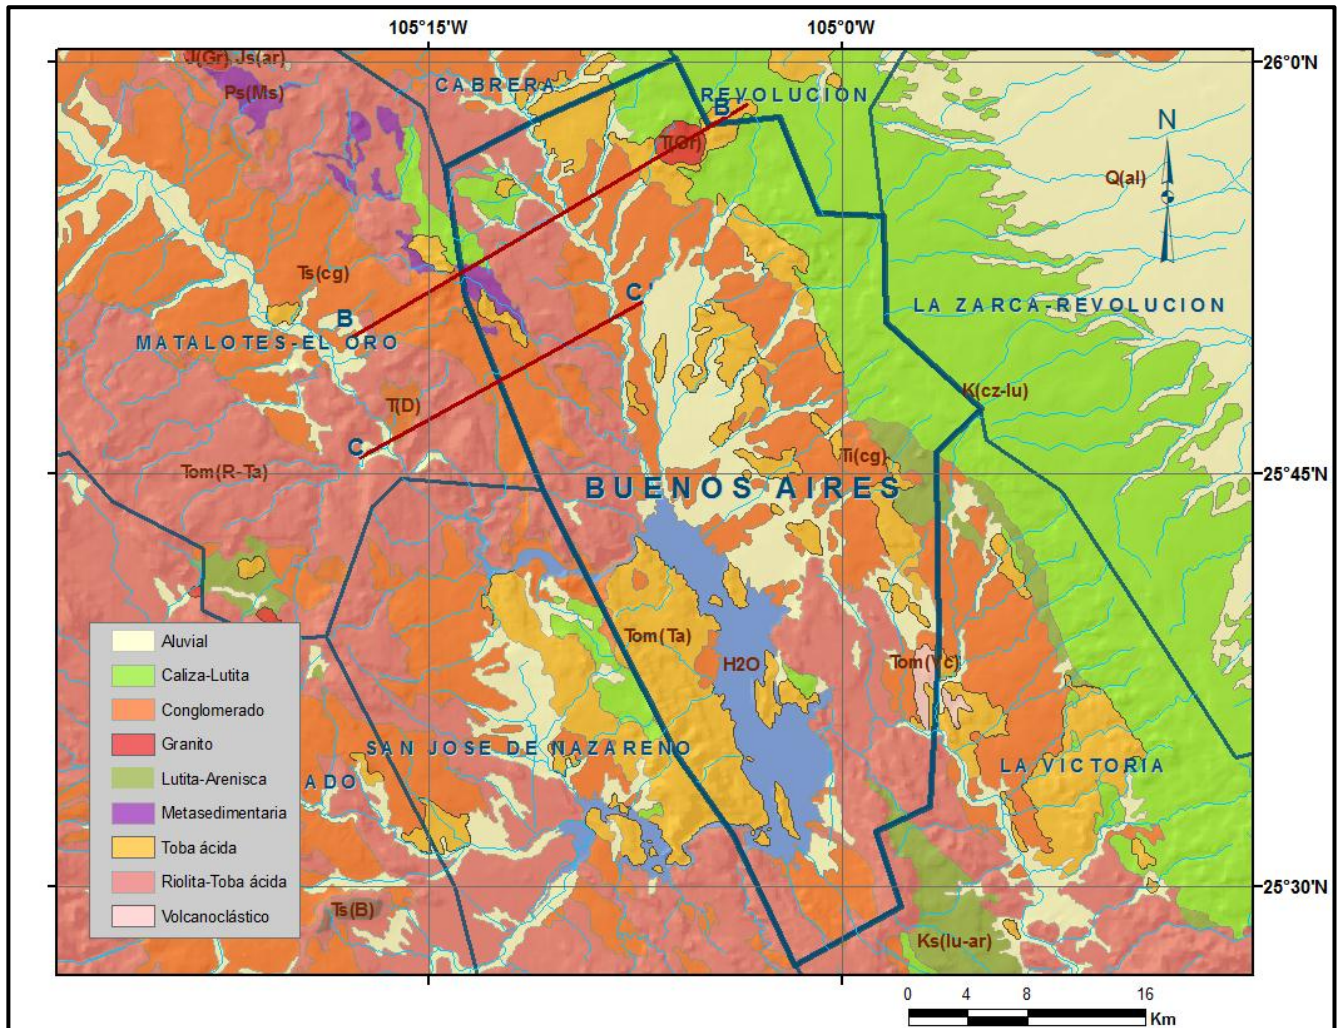 105°15'W
105°0'W
J(Gr) Js(ar)
26°0'N
CABRERA
Ps(Ms)
REVOLUCION
B'
N
T(Gr)
Q(al)
Ts(cg)
C'
LA ZARCA-REVOLUCION
B
MATALOTES-EL ORO
K(cz-lu)
T(D)
C
Ti(cg)
Tom(R-Ta)
25°45'N
BUENOS AIRES
Tom(Ta)
H2O
Tom(Vc)
SAN JOSE DE NAZARENO
LA VICTORIA
ADO
Aluvial
Caliza-Lutita
Conglomerado
Granito
Lutita-Arenisca
Metasedimentaria
Toba ácida
Riolita-Toba ácida
Volcanoclástico
25°30'N
Ts(B)
Ks(lu-ar)
0 4 8 16
Km